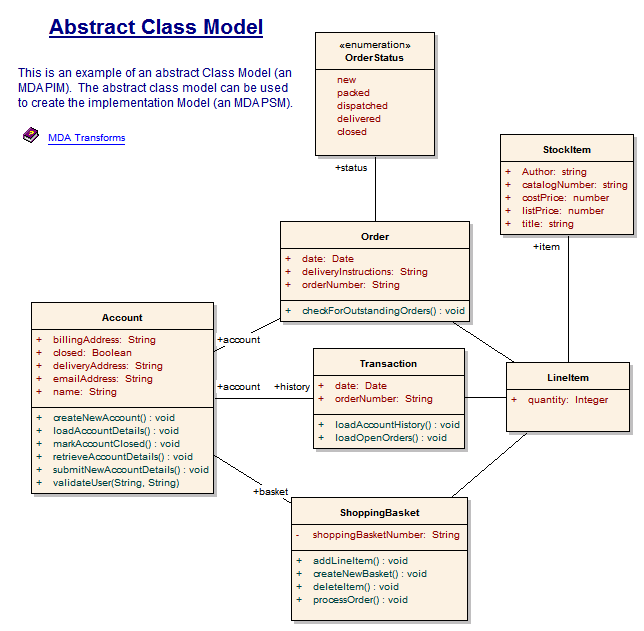 Abstract Class Model
This is an example of an abstract Class Model (an
MDA PIM).  The abstract class model can be used
to create the implementation Model (an MDA PSM).
MDA Transforms
«enumeration»
OrderStatus
new
packed
dispatched
delivered
closed
+status
StockItem
+ Author: string
+ catalogNumber: string
+ costPrice: number
+ listPrice: number
+ title: string
+item
Order
+ date: Date
+ deliveryInstructions: String
+ orderNumber: String
+ checkForOutstandingOrders() : void
+account
Account
+ billingAddress: String
+ closed: Boolean
+ deliveryAddress: String
+ emailAddress: String
+ name: String
+ createNewAccount() : void
+ loadAccountDetails() : void
+ markAccountClosed() : void
+ retrieveAccountDetails() : void
+ submitNewAccountDetails() : void
+ validateUser(String, String)
+account
+history
Transaction
+ date: Date
+ orderNumber: String
+ loadAccountHistory() : void
+ loadOpenOrders() : void
LineItem
+ quantity: Integer
+basket
ShoppingBasket
- shoppingBasketNumber: String
+ addLineItem() : void
+ createNewBasket() : void
+ deleteItem() : void
+ processOrder() : void